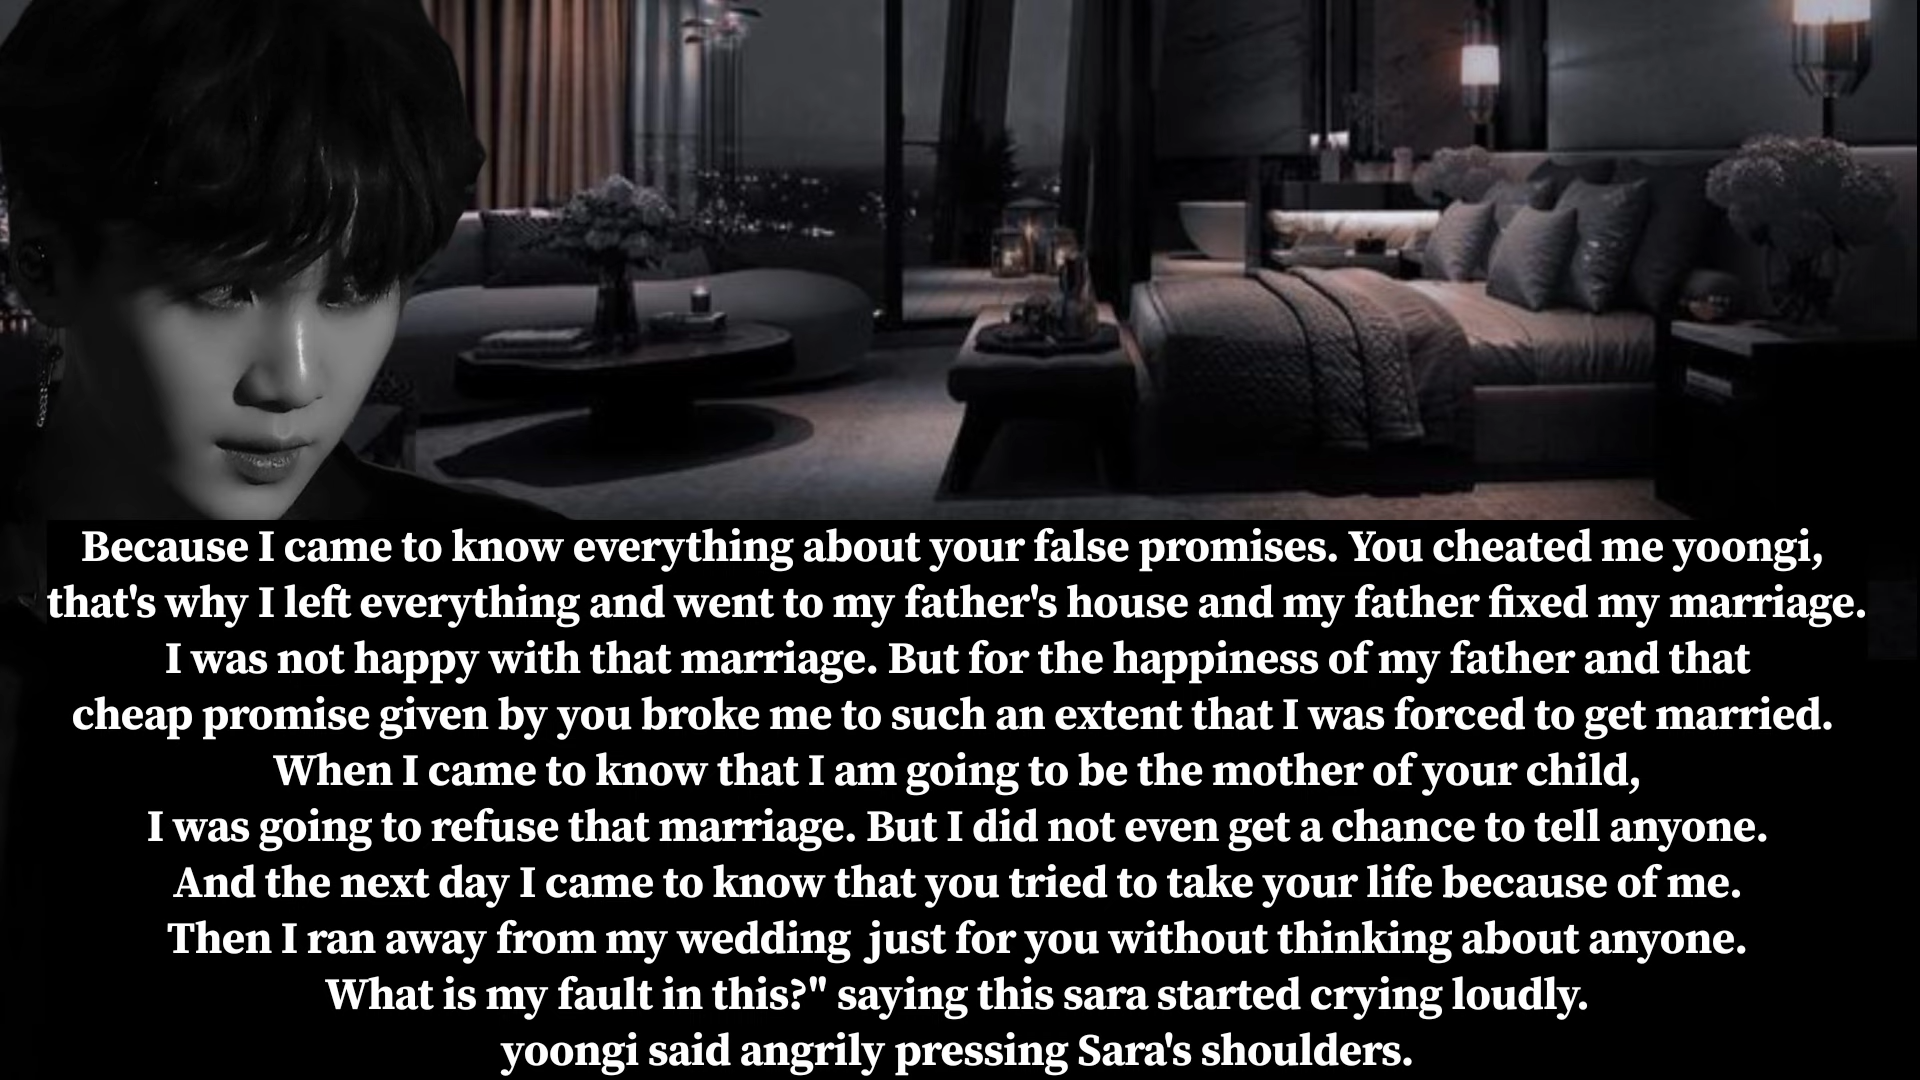 Because I came to know everything about your false promises. You cheated me yoongi,
that's why I left everything and went to my father's house and my father fixed my marriage.
I was not happy with that marriage. But for the happiness of my father and that
cheap promise given by you broke me to such an extent that I was forced to get married.
When I came to know that I am going to be the mother of your child,
I was going to refuse that marriage. But I did not even get a chance to tell anyone.
And the next day I came to know that you tried to take your life because of me.
Then I ran away from my wedding  just for you without thinking about anyone.
What is my fault in this?" saying this sara started crying loudly.
yoongi said angrily pressing Sara's shoulders.